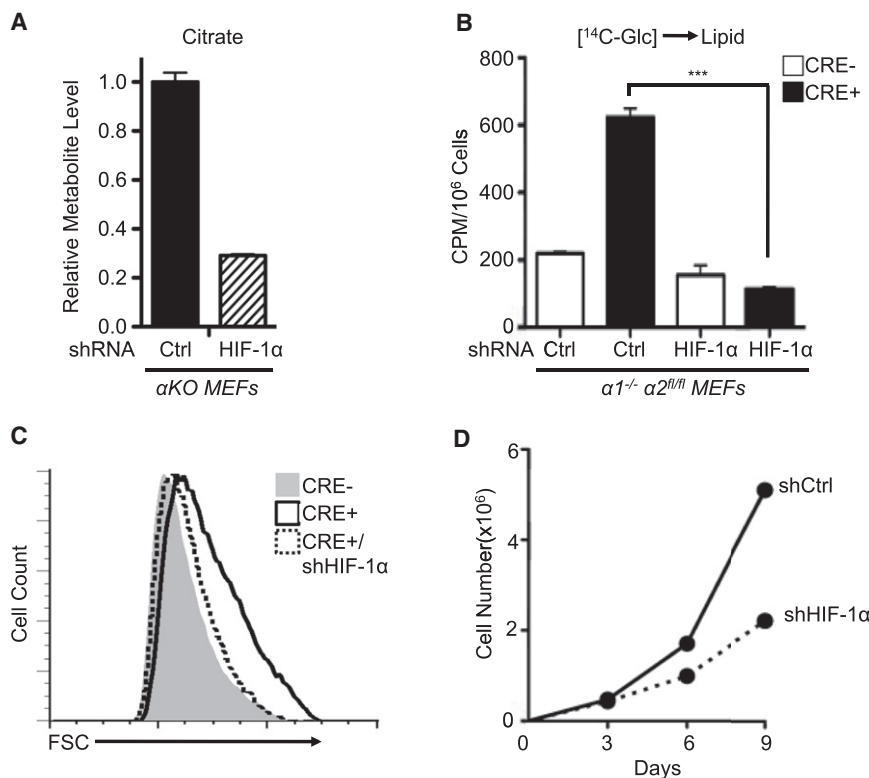 A
Citrate
Relative Metabolite Level
1.0
0.8
0.6
0.4
0.2
0.0
shRNA Ctrl HIF-1α
αKO MEFs
B
[¹⁴C-Glc] → Lipid
CRE-
CRE+
***
CPM/10⁶ Cells
800
600
400
200
0
shRNA Ctrl Ctrl HIF-1α HIF-1α
α1⁻/⁻ α2ᶠˡ/ᶠˡ MEFs
C
CRE-
CRE+
CRE+/
shHIF-1α
Cell Count
FSC
D
Cell Number(x10⁶)
6
4
2
0
shCtrl
shHIF-1α
0 3 6 9
Days